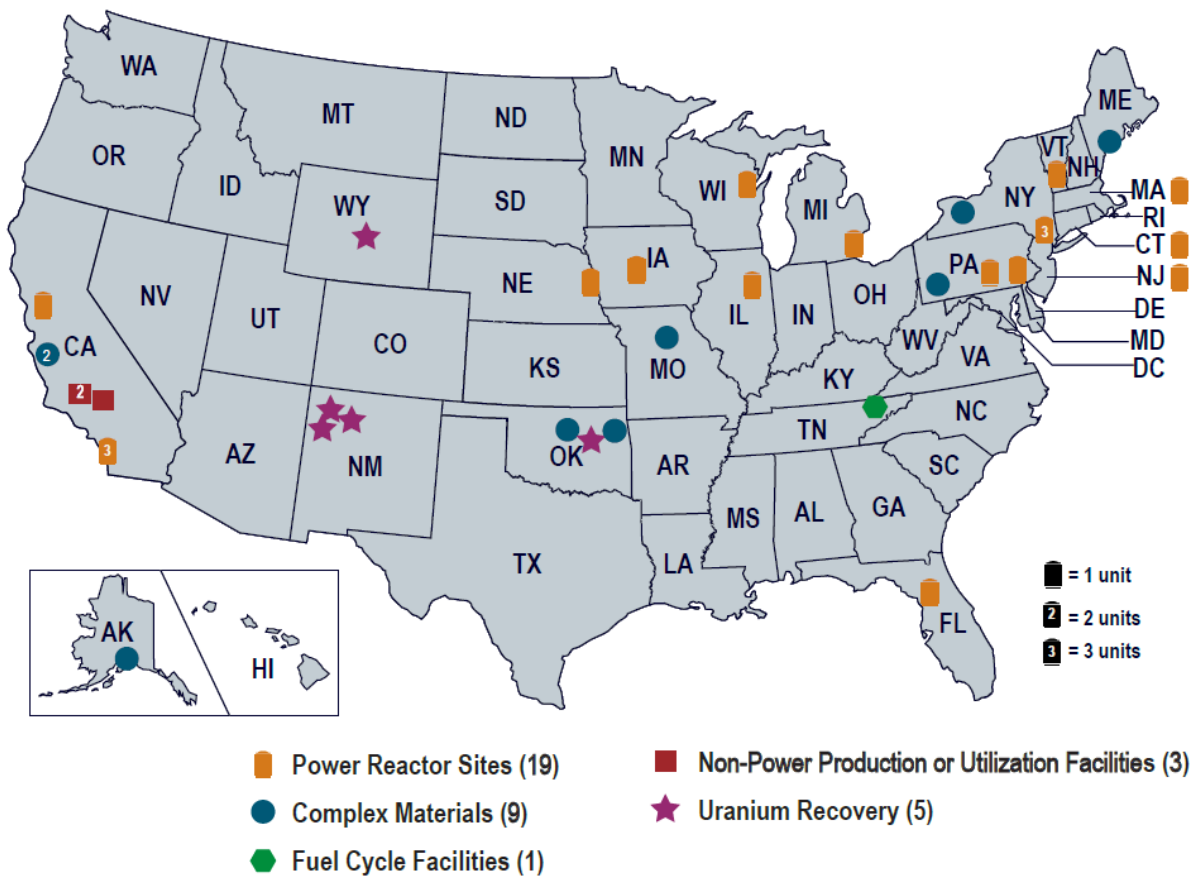 WA
MT
ND
MN
ME
VT
NH
OR
ID
WY
SD
WI
MI
NY
MA
RI
CT
NJ
DE
MD
DC
3
PA
NE
IA
NV
UT
CO
IL
IN
OH
WV
VA
CA
2
2
3
KS
MO
KY
NC
TN
AZ
NM
OK
AR
SC
MS
AL
GA
TX
LA
FL
AK
HI
= 1 unit
2 = 2 units
3 = 3 units
Power Reactor Sites (19)
Complex Materials (9)
Fuel Cycle Facilities (1)
Non-Power Production or Utilization Facilities (3)
Uranium Recovery (5)